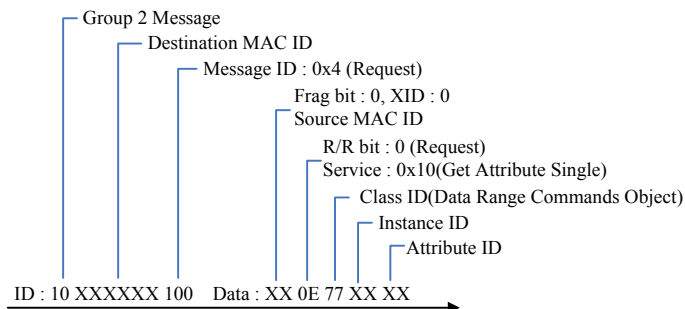 Group 2 Message
Destination MAC ID
Message ID : 0x4 (Request)
Frag bit : 0, XID : 0
Source MAC ID
R/R bit : 0 (Request)
Service : 0x10(Get Attribute Single)
Class ID(Data Range Commands Object)
Instance ID
Attribute ID
ID : 10 XXXXXX 100 Data : XX 0E 77 XX XX